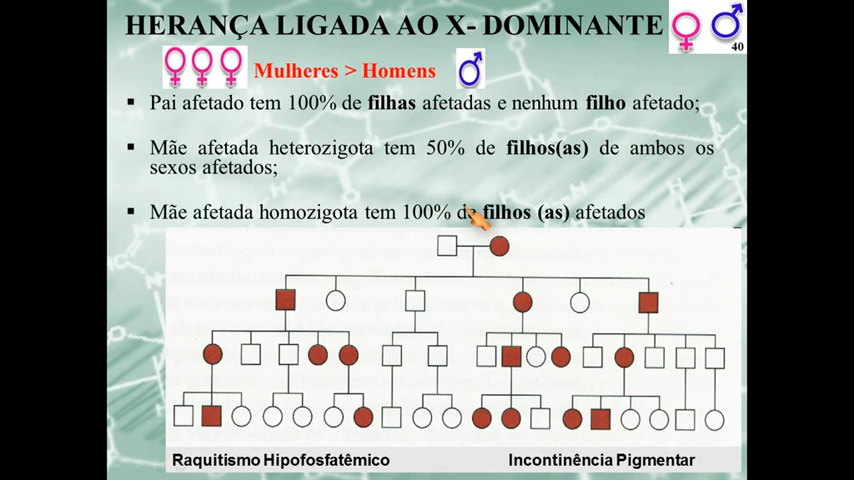 HERANÇA LIGADA AO X- DOMINANTE
40
Mulheres > Homens
▪ Pai afetado tem 100% de filhas afetadas e nenhum filho afetado;
▪ Mãe afetada heterozigota tem 50% de filhos(as) de ambos os
sexos afetados;
▪ Mãe afetada homozigota tem 100% de filhos (as) afetados
Raquitismo Hipofosfatêmico
Incontinência Pigmentar